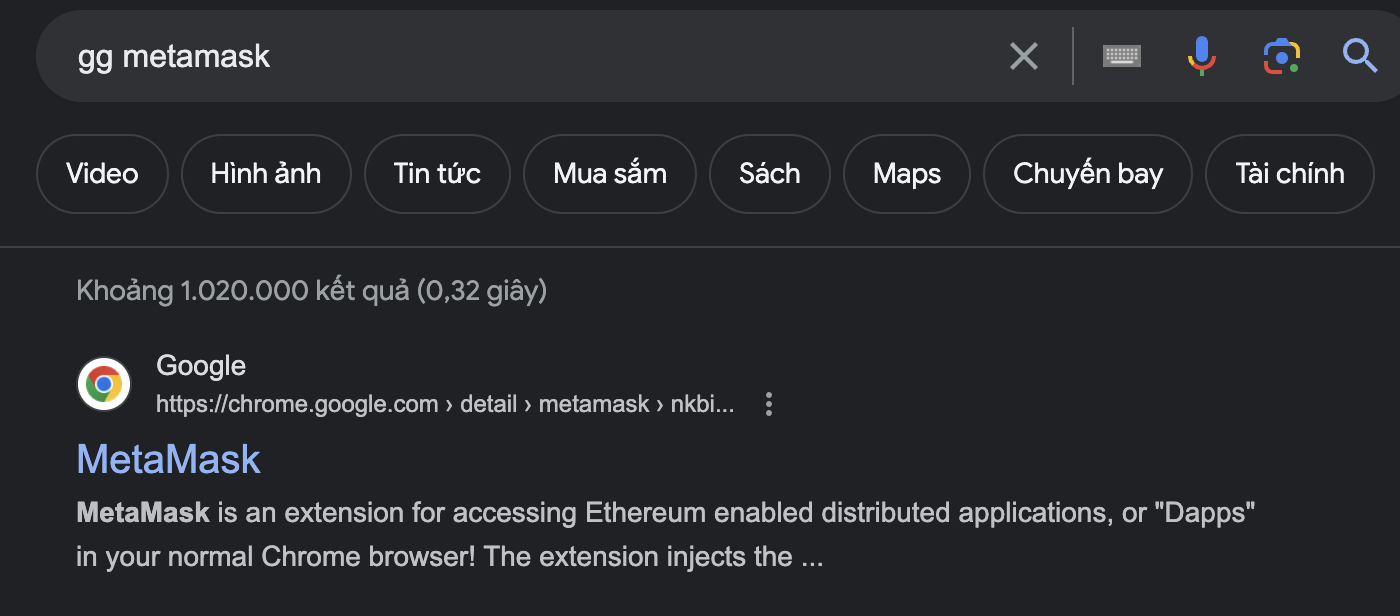 gg metamask
Video Hình ảnh Tin tức Mua sắm Sách Maps Chuyến bay Tài chính
Khoảng 1.020.000 kết quả (0,32 giây)
Google
https://chrome.google.com › detail › metamask › nkbi...
MetaMask
MetaMask is an extension for accessing Ethereum enabled distributed applications, or "Dapps"
in your normal Chrome browser! The extension injects the ...